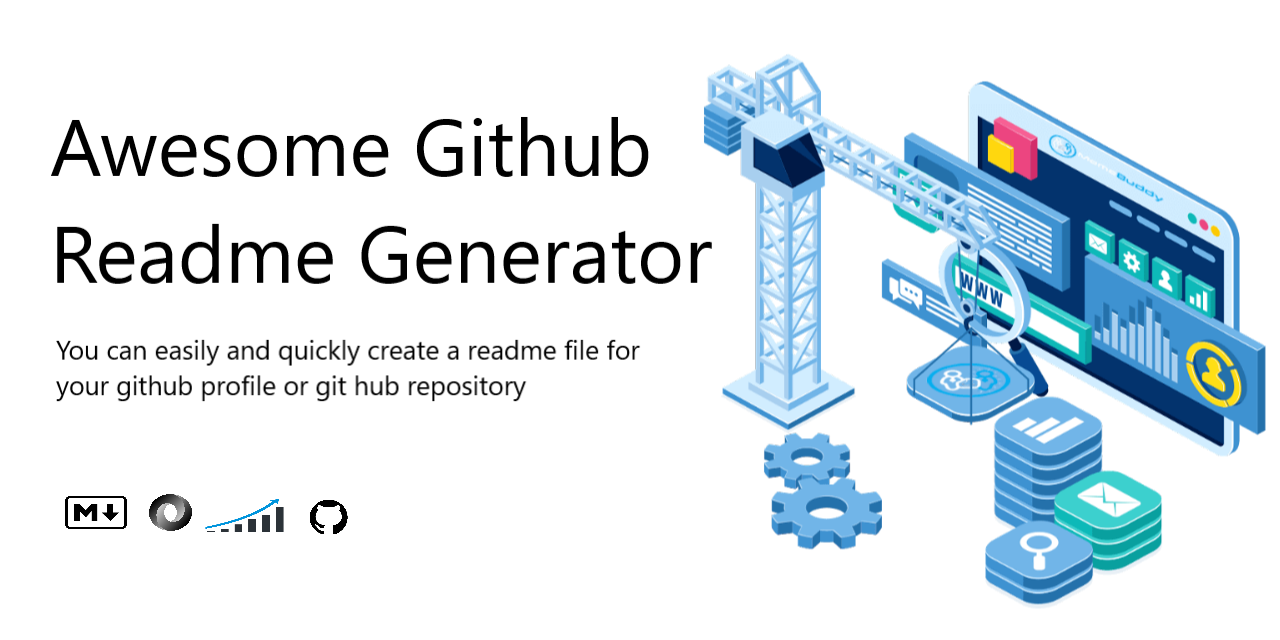 Awesome Github
Readme Generator
You can easily and quickly create a readme file for
your github profile or git hub repository
M
WWW
Buddy